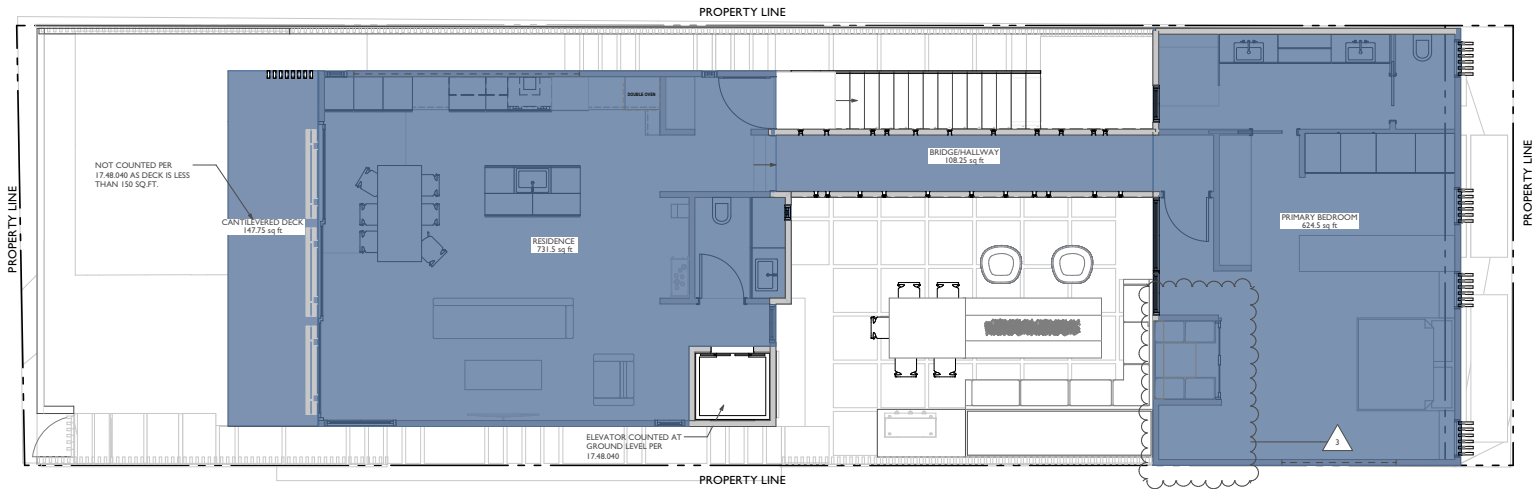 PROPERTY LINE
DOUBLE OVEN
BRIDGE/HALLWAY
108.25 sq ft
NOT COUNTED PER
17.48.040 AS DECK IS LESS
THAN 150 SQ.FT.
PROPERTY LINE
PROPERTY LINE
CANTILEVERED DECK
147.75 sq ft
PRIMARY BEDROOM
624.5 sq ft
RESIDENCE
731.5 sq ft
ELEVATOR COUNTED AT
GROUND LEVEL PER
17.48.040
3
PROPERTY LINE